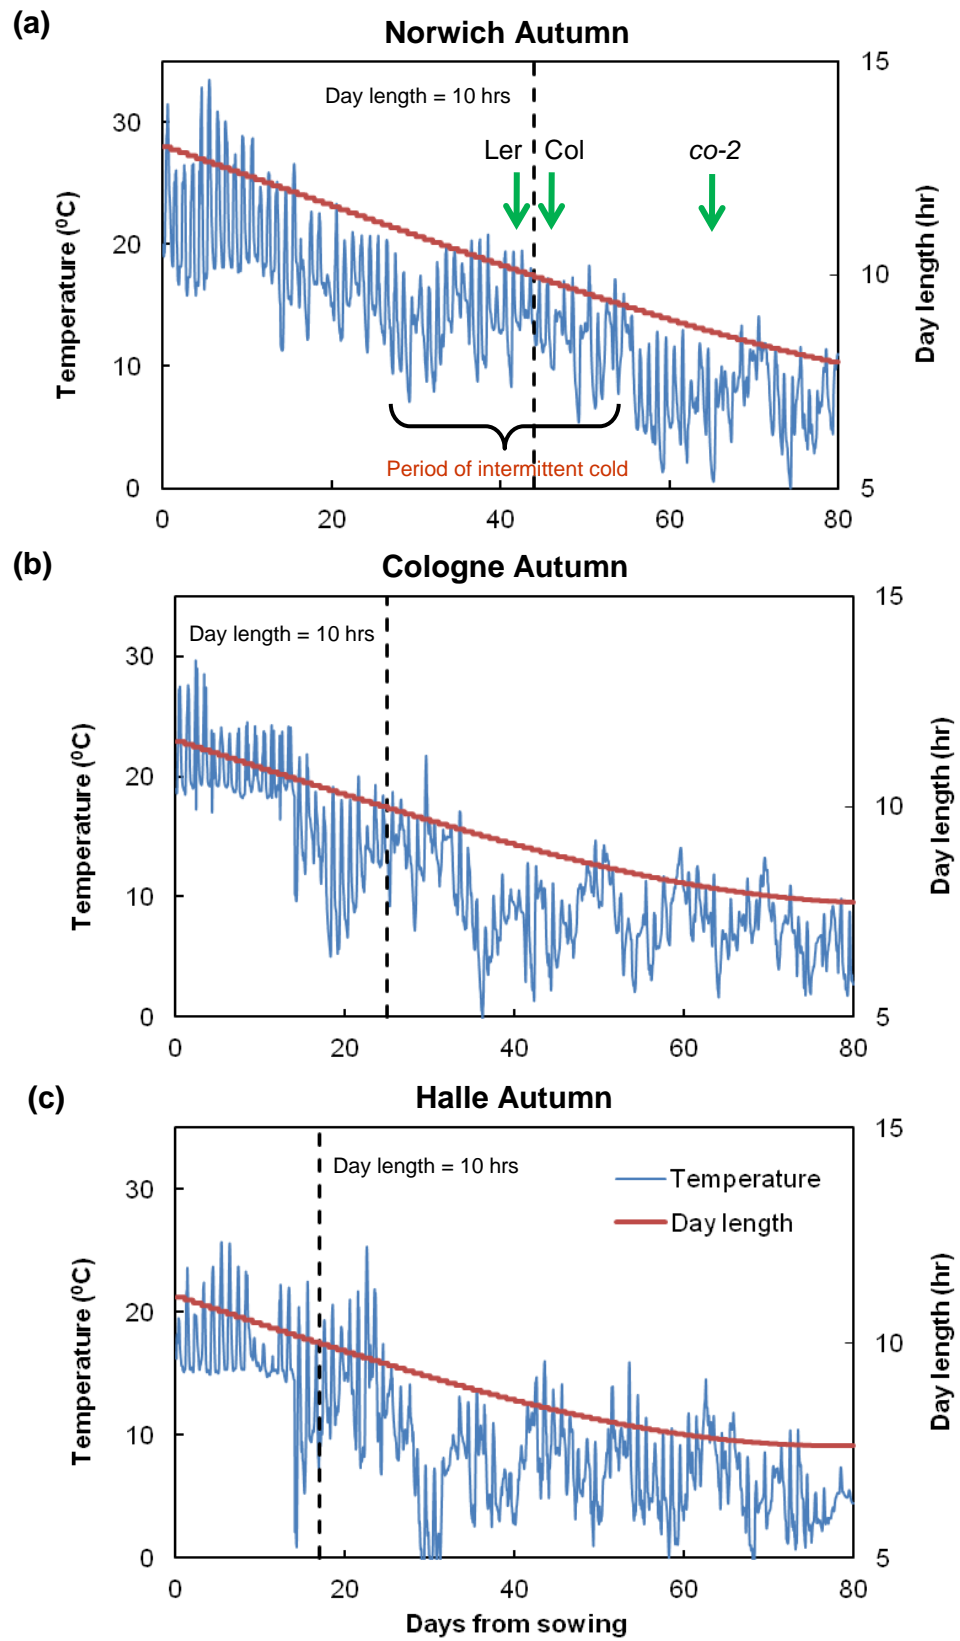 (a)
Norwich Autumn
Day length = 10 hrs
Ler
Col
co-2
Period of intermittent cold
Temperature (⁰C)
30
20
10
0
15
10
5
Day length (hr)
0 20 40 60 80
(b)
Cologne Autumn
Day length = 10 hrs
Temperature (⁰C)
30
20
10
0
15
10
5
Day length (hr)
0 20 40 60 80
(c)
Halle Autumn
Day length = 10 hrs
Temperature
Day length
Temperature (⁰C)
30
20
10
0
15
10
5
Day length (hr)
0 20 40 60 80
Days from sowing